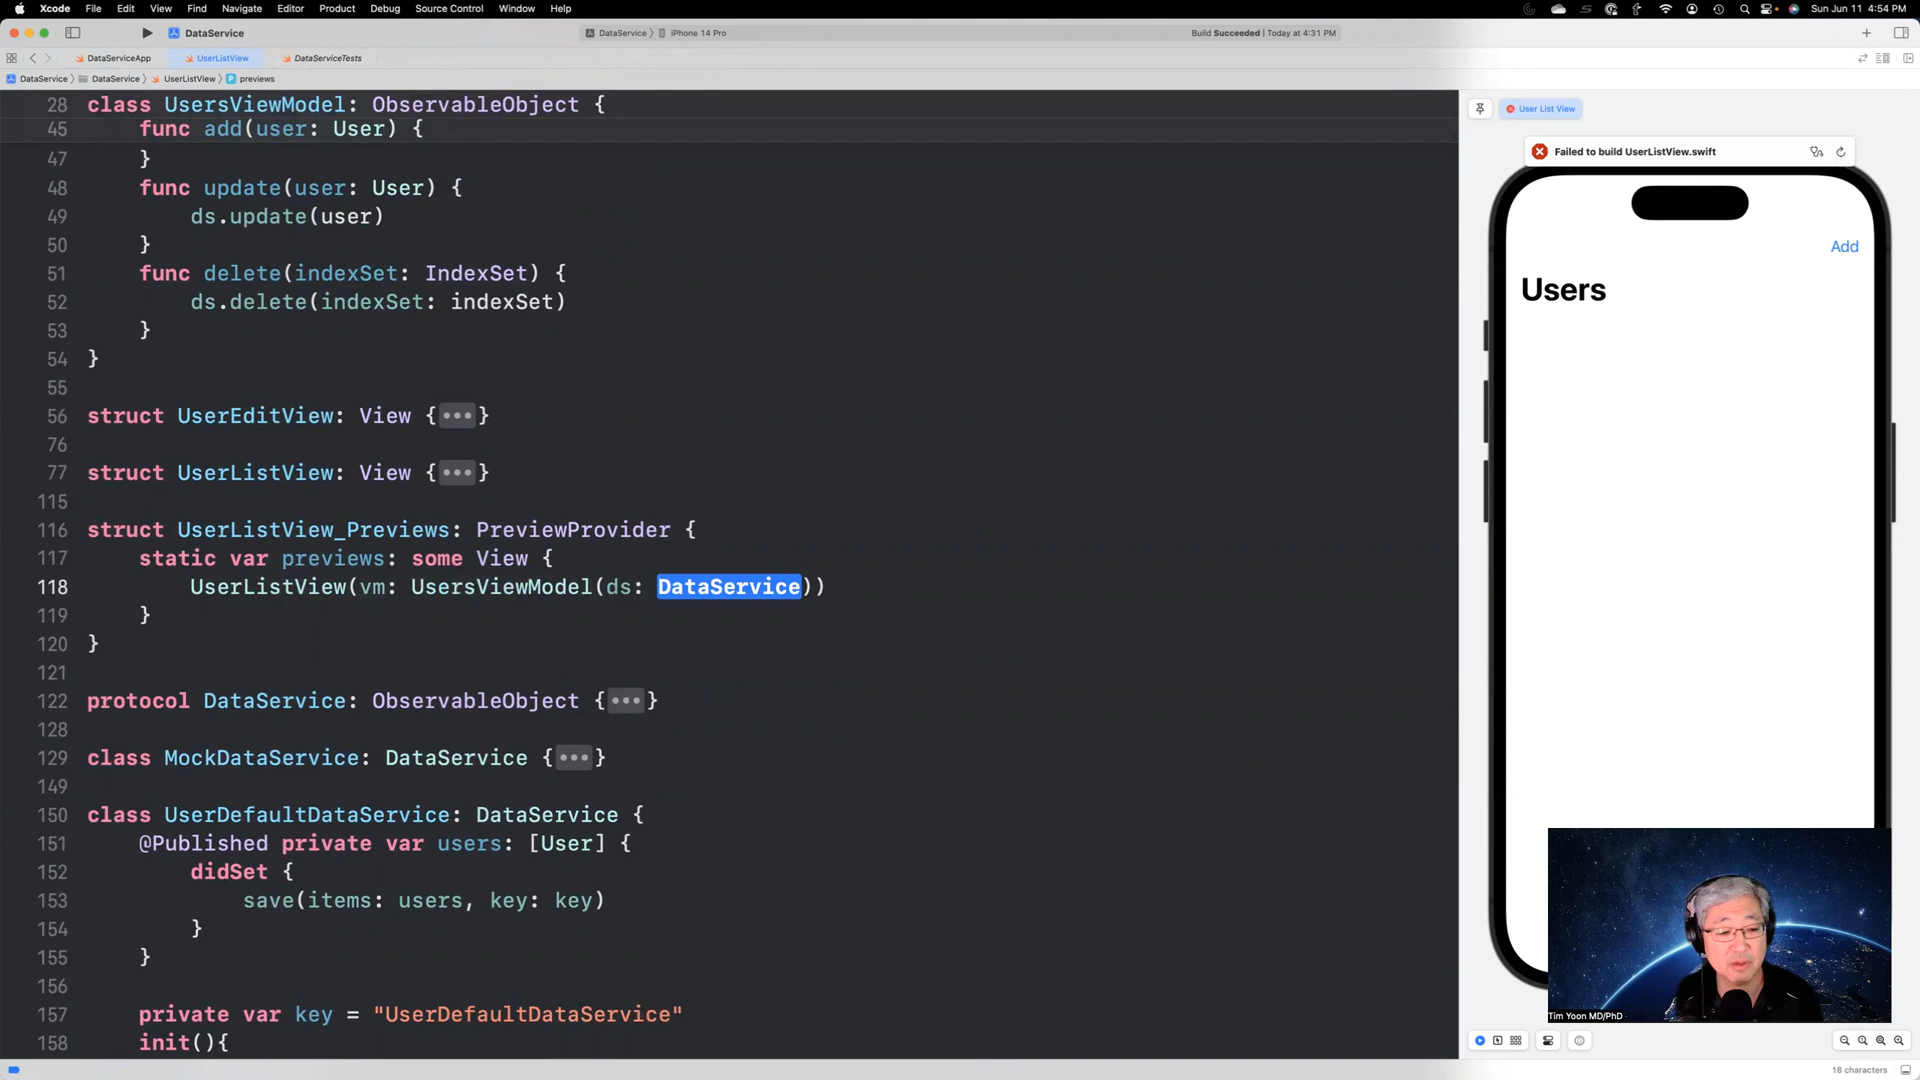 Xcode File Edit View Find Navigate Editor Product Debug Source Control Window Help Sun Jun 11 4:54 PM
DataService DataService iPhone 14 Pro Build Succeeded | Today at 4:31 PM
DataServiceApp UserListView DataServiceTests
DataService DataService UserListView P previews
28 class UsersViewModel: ObservableObject {
45 func add(user: User) {
47 }
48 func update(user: User) {
49 ds.update(user)
50 }
51 func delete(indexSet: IndexSet) {
52 ds.delete(indexSet: indexSet)
53 }
54 }
55
56 struct UserEditView: View {•••}
76
77 struct UserListView: View {•••}
115
116 struct UserListView_Previews: PreviewProvider {
117 static var previews: some View {
118 UserListView(vm: UsersViewModel(ds: DataService))
119 }
120 }
121
122 protocol DataService: ObservableObject {•••}
128
129 class MockDataService: DataService {•••}
149
150 class UserDefaultDataService: DataService {
151 @Published private var users: [User] {
152 didSet {
153 save(items: users, key: key)
154 }
155 }
156
157 private var key = "UserDefaultDataService"
158 init(){
User List View
Failed to build UserListView.swift
Add
Users
Tim Yoon MD/PhD
18 characters